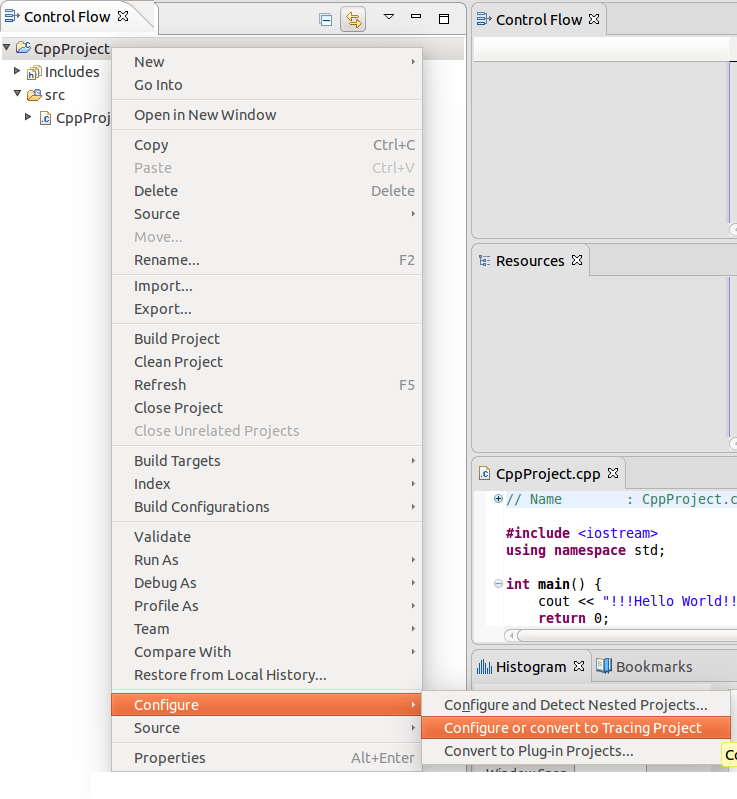 Control Flow
CppProject
Includes
src
CppProj
New
Go Into
Open in New Window
Copy Ctrl+C
Paste Ctrl+V
Delete Delete
Source
Move...
Rename... F2
Import...
Export...
Build Project
Clean Project
Refresh F5
Close Project
Close Unrelated Projects
Build Targets
Index
Build Configurations
Validate
Run As
Debug As
Profile As
Team
Compare With
Restore from Local History...
Configure
Source
Properties Alt+Enter
Configure and Detect Nested Projects...
Configure or convert to Tracing Project
Convert to Plug-in Projects...
Co
Control Flow
Resources
CppProject.cpp
// Name : CppProject.c
#include <iostream>
using namespace std;
int main() {
cout << "!!!Hello World!!
return 0;
Histogram
Bookmarks